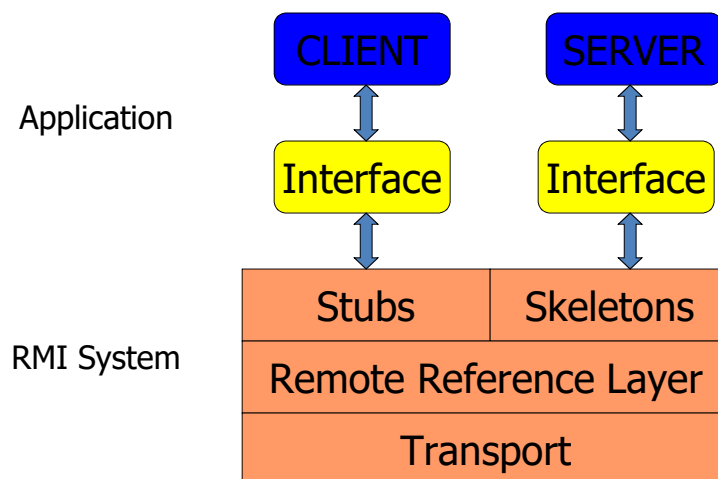 CLIENT
SERVER
Application
Interface
Interface
Stubs
Skeletons
RMI System
Remote Reference Layer
Transport